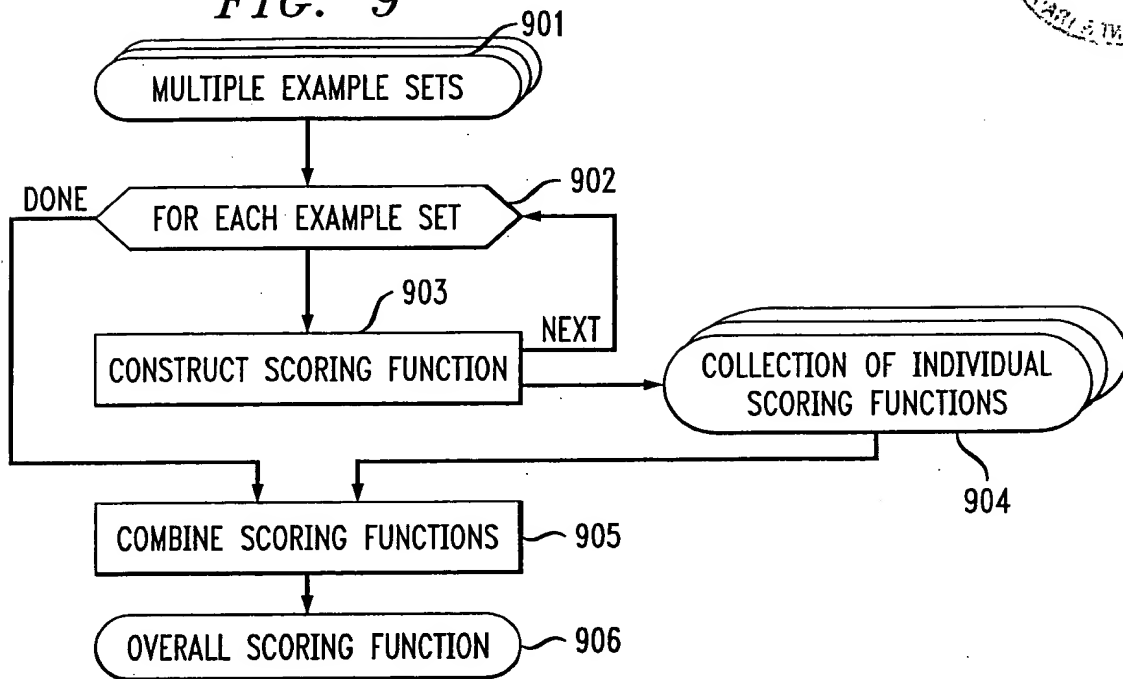 FIG. 9
901
MULTIPLE EXAMPLE SETS
902
DONE
FOR EACH EXAMPLE SET
903
NEXT
CONSTRUCT SCORING FUNCTION
COLLECTION OF INDIVIDUAL
SCORING FUNCTIONS
904
COMBINE SCORING FUNCTIONS
905
OVERALL SCORING FUNCTION
906